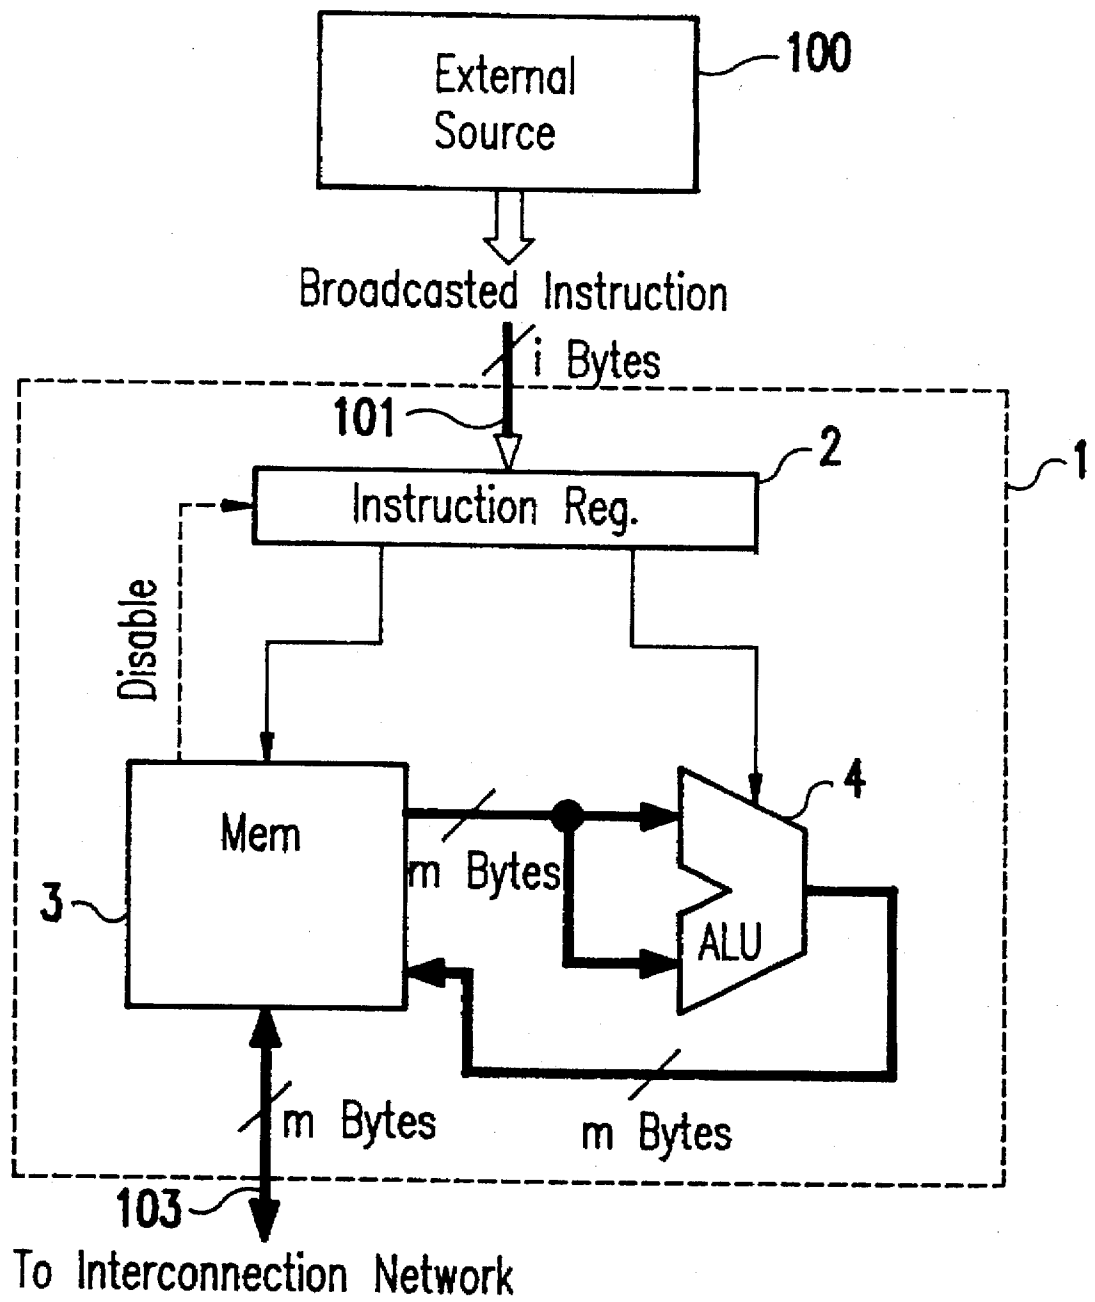 External
Source
100
Broadcasted Instruction
i Bytes
101
2
1
Instruction Reg.
Disable
4
Mem
m Bytes
3
ALU
m Bytes
m Bytes
103
To Interconnection Network